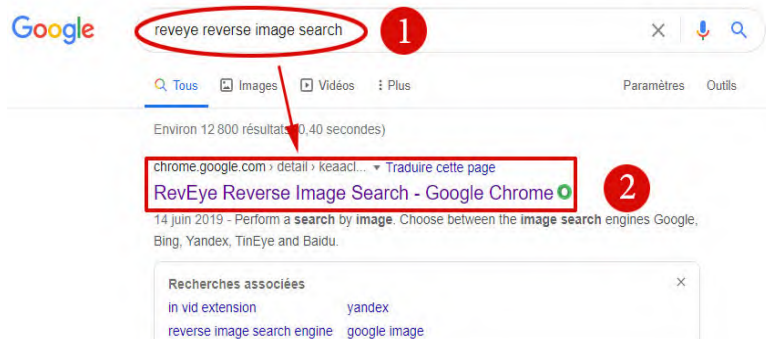 Google
reveye reverse image search
1
Tous Images Vidéos Plus Paramètres Outils
Environ 12 800 résultats 0,40 secondes)
chrome.google.com › detail › keaacl... Traduire cette page
RevEye Reverse Image Search - Google Chrome
2
14 juin 2019 - Perform a search by image. Choose between the image search engines Google,
Bing, Yandex, TinEye and Baidu.
Recherches associées
in vid extension yandex
reverse image search engine google image